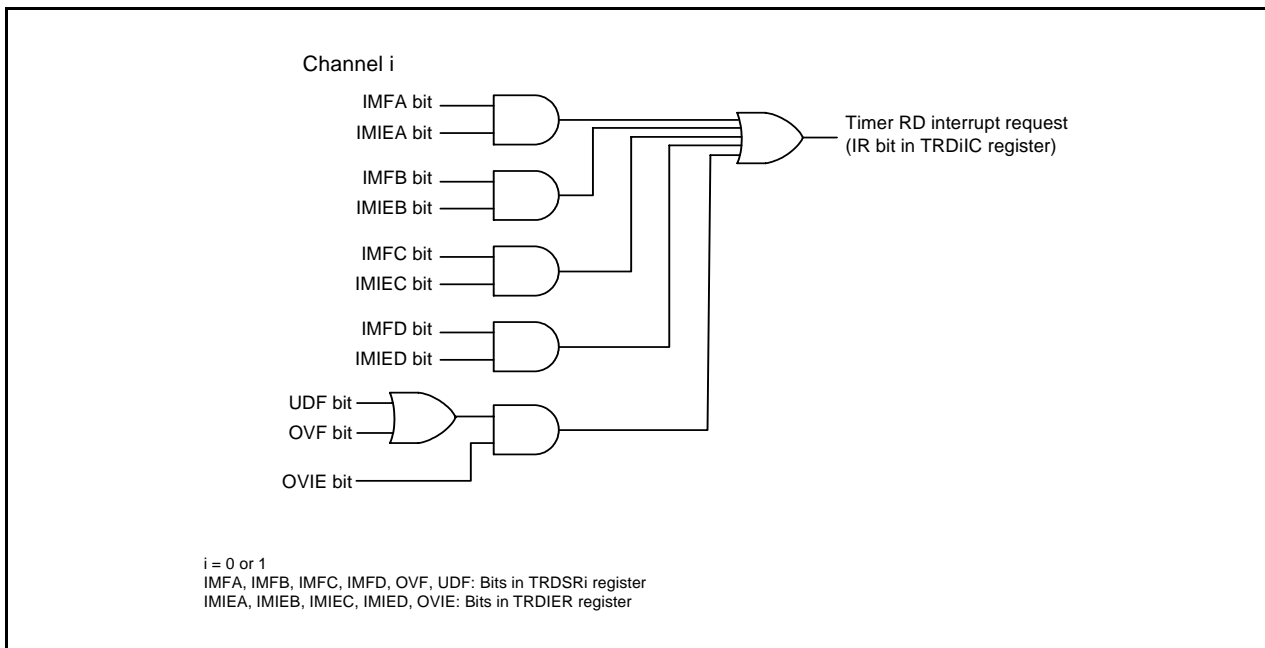 Channel i
IMFA bit
IMIEA bit
IMFB bit
IMIEB bit
IMFC bit
IMIEC bit
IMFD bit
IMIED bit
UDF bit
OVF bit
OVIE bit
Timer RD interrupt request
(IR bit in TRDiIC register)
i = 0 or 1
IMFA, IMFB, IMFC, IMFD, OVF, UDF: Bits in TRDSRi register
IMIEA, IMIEB, IMIEC, IMIED, OVIE: Bits in TRDIER register